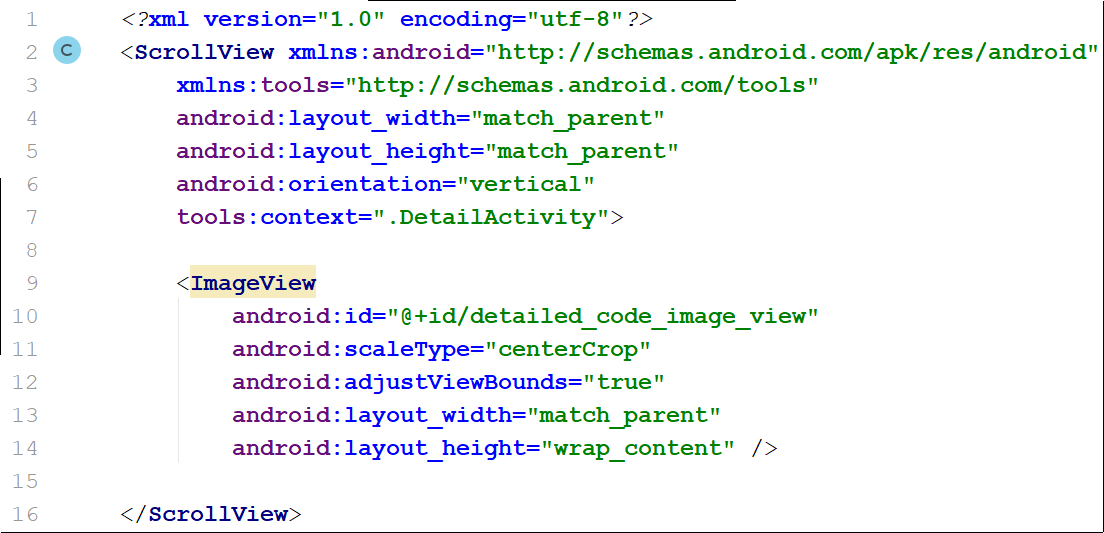 1 <?xml version="1.0" encoding="utf-8"?>
2 C <ScrollView xmlns:android="http://schemas.android.com/apk/res/android"
3 xmlns:tools="http://schemas.android.com/tools"
4 android:layout_width="match_parent"
5 android:layout_height="match_parent"
6 android:orientation="vertical"
7 tools:context=".DetailActivity">
8
9 <ImageView
10 android:id="@+id/detailed_code_image_view"
11 android:scaleType="centerCrop"
12 android:adjustViewBounds="true"
13 android:layout_width="match_parent"
14 android:layout_height="wrap_content" />
15
16 </ScrollView>